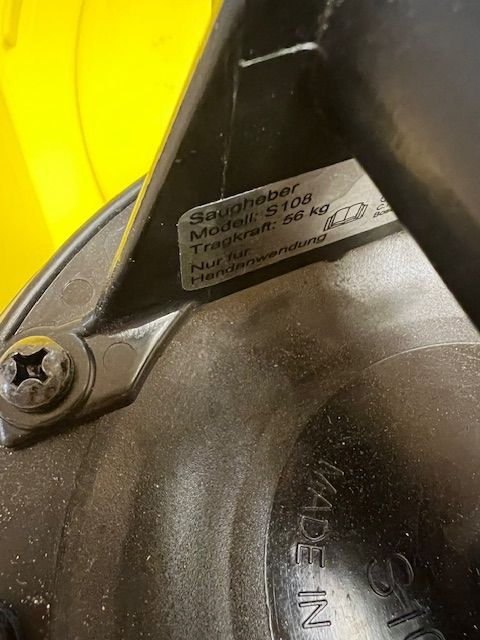 Saugheber
Modell: S108
Tragkraft: 56 kg
Nur für
Handanwendung
MADE IN